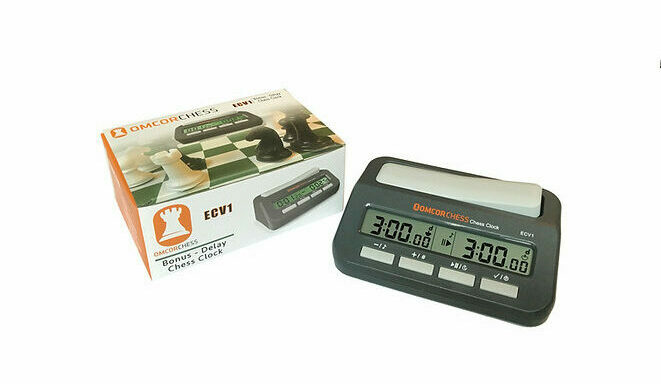 OMCORCHESS
ECV1
Bonus - Delay
Chess Clock
ECV1
OMCORCHESS
Bonus - Delay
Chess Clock
DOMCORCHESS Chess Clock
ECV1
3:00.00 3:00.00
- / ♪
+ / #